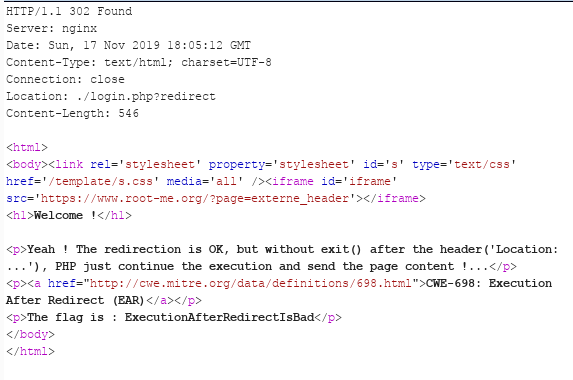 HTTP/1.1 302 Found
Server: nginx
Date: Sun, 17 Nov 2019 18:05:12 GMT
Content-Type: text/html; charset=UTF-8
Connection: close
Location: ./login.php?redirect
Content-Length: 546

<html>
<body><link rel='stylesheet' property='stylesheet' id='s' type='text/css'
href='/template/s.css' media='all' /><iframe id='iframe'
src='https://www.root-me.org/?page=externe_header'></iframe>
<h1>Welcome !</h1>

<p>Yeah ! The redirection is OK, but without exit() after the header('Location:
...'), PHP just continue the execution and send the page content !...</p>
<p><a href="http://cwe.mitre.org/data/definitions/698.html">CWE-698: Execution
After Redirect (EAR)</a></p>
<p>The flag is : ExecutionAfterRedirectIsBad</p>
</body>
</html>